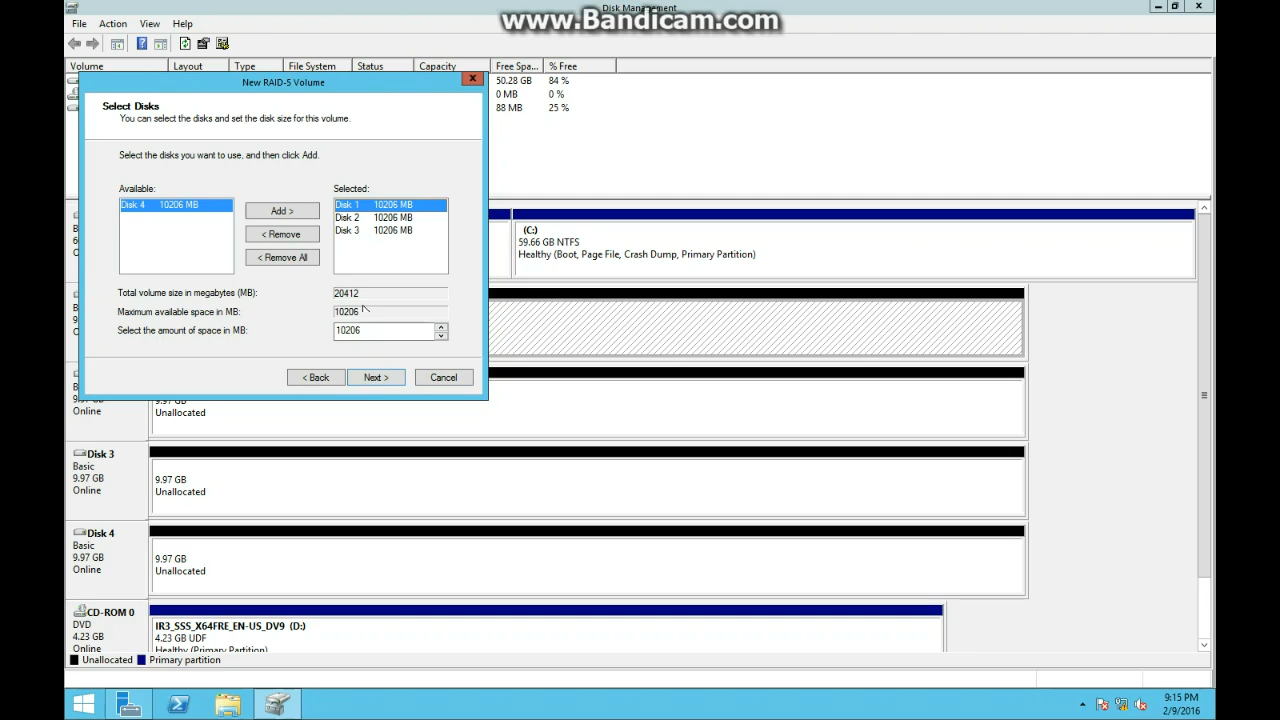 Disk Management
www.Bandicam.com
File Action View Help
Volume Layout Type File System Status Capacity Free Spa... % Free
50.28 GB 84 %
0 MB 0 %
88 MB 25 %
New RAID-5 Volume
Select Disks
You can select the disks and set the disk size for this volume.
Select the disks you want to use, and then click Add.
Available: Selected:
Disk 4 10206 MB Add > Disk 1 10206 MB
Disk 2 10206 MB
< Remove Disk 3 10206 MB
< Remove All
Total volume size in megabytes (MB): 20412
Maximum available space in MB: 10206
Select the amount of space in MB: 10206
< Back Next > Cancel
(C:)
59.66 GB NTFS
Healthy (Boot, Page File, Crash Dump, Primary Partition)
9.97 GB
Online Unallocated
Disk 3
Basic
9.97 GB 9.97 GB
Online Unallocated
Disk 4
Basic
9.97 GB 9.97 GB
Online Unallocated
CD-ROM 0
DVD IR3_SSS_X64FRE_EN-US_DV9 (D:)
4.23 GB 4.23 GB UDF
Online Healthy (Primary Partition)
Unallocated Primary partition
9:15 PM
2/9/2016